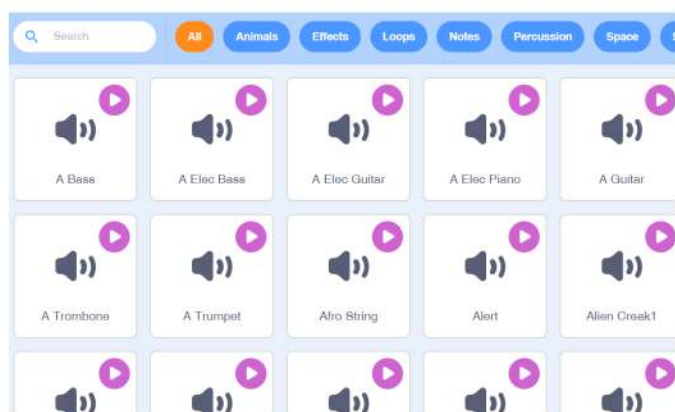 Search All Animals Effects Loops Notes Percussion Space
A Bass A Elec Bass A Elec Guitar A Elec Piano A Guitar
A Trombone A Trumpet Afro String Alert Alien Creak1